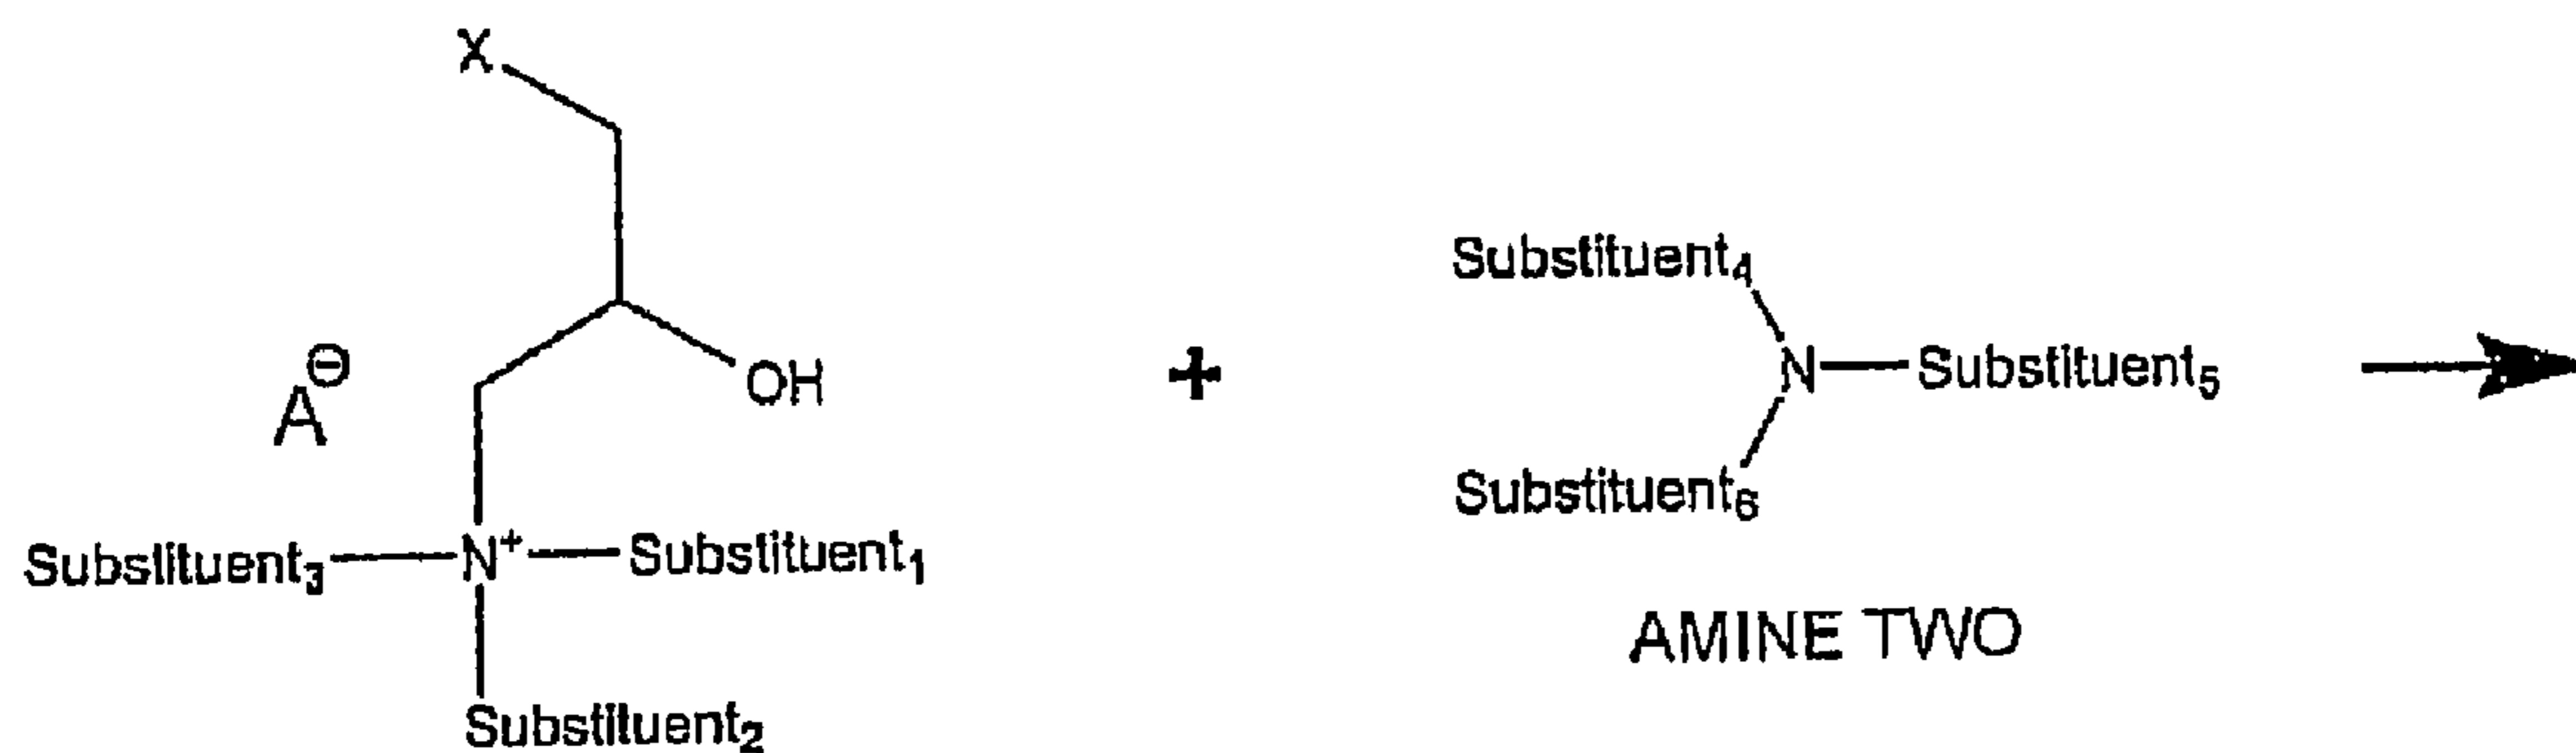 X
Substituent₄
A⊖
OH
+
N—Substituent₅
Substituent₆
Substituent₃—N⁺—Substituent₁
AMINE TWO
Substituent₂